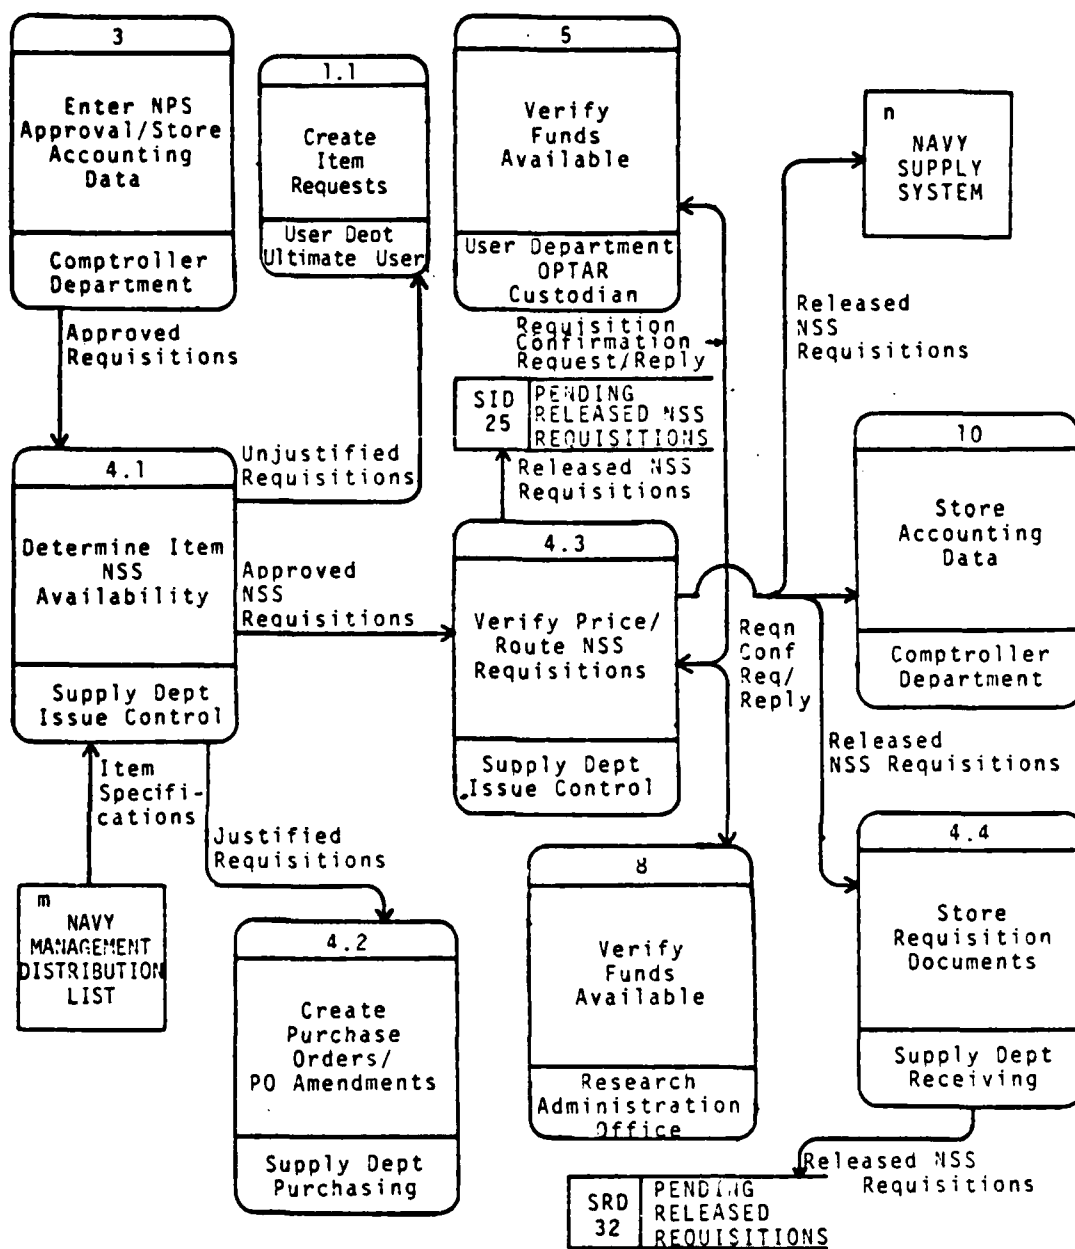 3
Enter NPS
Approval/Store
Accounting
Data
Comptroller
Department
1.1
Create
Item
Requests
User Dept
Ultimate User
5
Verify
Funds
Available
User Department
OPTAR
Custodian
n
NAVY
SUPPLY
SYSTEM
Approved
Requisitions
Requisition
Confirmation
Request/Reply
Released
NSS
Requisitions
SID
25
PENDING
RELEASED NSS
REQUISITIONS
Unjustified
Requisitions
Released NSS
Requisitions
4.1
Determine Item
NSS
Availability
Supply Dept
Issue Control
Approved
NSS
Requisitions
4.3
Verify Price/
Route NSS
Requisitions
Supply Dept
Issue Control
Reqn
Conf
Req/
Reply
10
Store
Accounting
Data
Comptroller
Department
Released
NSS Requisitions
Item
Specifi-
cations
Justified
Requisitions
m
NAVY
MANAGEMENT
DISTRIBUTION
LIST
4.2
Create
Purchase
Orders/
PO Amendments
Supply Dept
Purchasing
8
Verify
Funds
Available
Research
Administration
Office
4.4
Store
Requisition
Documents
Supply Dept
Receiving
Released NSS
Requisitions
SRD
32
PENDING
RELEASED
REQUISITIONS